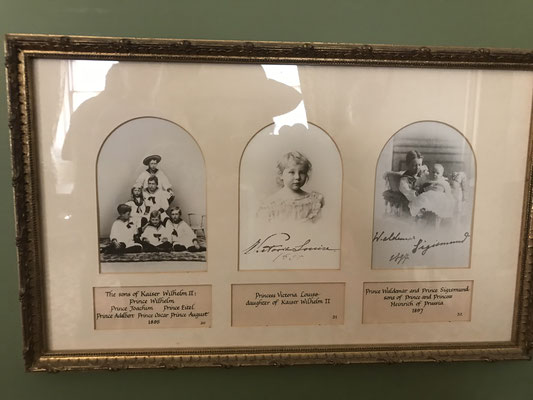 The sons of Kaiser Wilhelm II:
Prince Wilhelm
Prince Joachim Prince Eitel
Prince Adalbert Prince Oscar Prince August
Victoria Louise
Princess Victoria Louise
daughter of Kaiser Wilhelm II
51
Waldemar Sigismund
Prince Waldemar and Prince Sigismund
sons of Prince and Princess
Heinrich of Prussia
1897
52